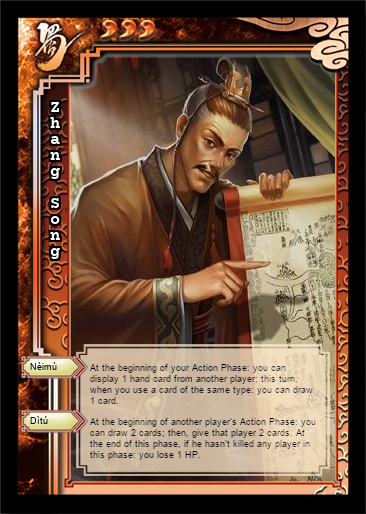 蜀
Zhang Song
Nèimù
At the beginning of your Action Phase: you can
display 1 hand card from another player; this turn,
when you use a card of the same type: you can draw
1 card.
Dìtú
At the beginning of another player's Action Phase: you
can draw 2 cards; then, give that player 2 cards. At
the end of this phase, if he hasn't killed any player in
this phase: you lose 1 HP.